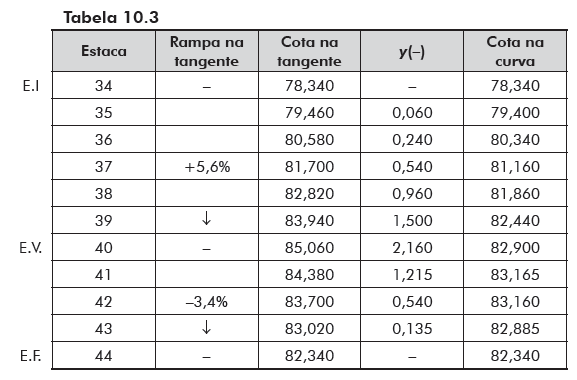 Tabela 10.3
Estaca Rampa na tangente Cota na tangente y(–) Cota na curva
E.I 34 – 78,340 – 78,340
35 79,460 0,060 79,400
36 80,580 0,240 80,340
37 +5,6% 81,700 0,540 81,160
38 82,820 0,960 81,860
39 ↓ 83,940 1,500 82,440
E.V. 40 – 85,060 2,160 82,900
41 84,380 1,215 83,165
42 –3,4% 83,700 0,540 83,160
43 ↓ 83,020 0,135 82,885
E.F. 44 – 82,340 – 82,340